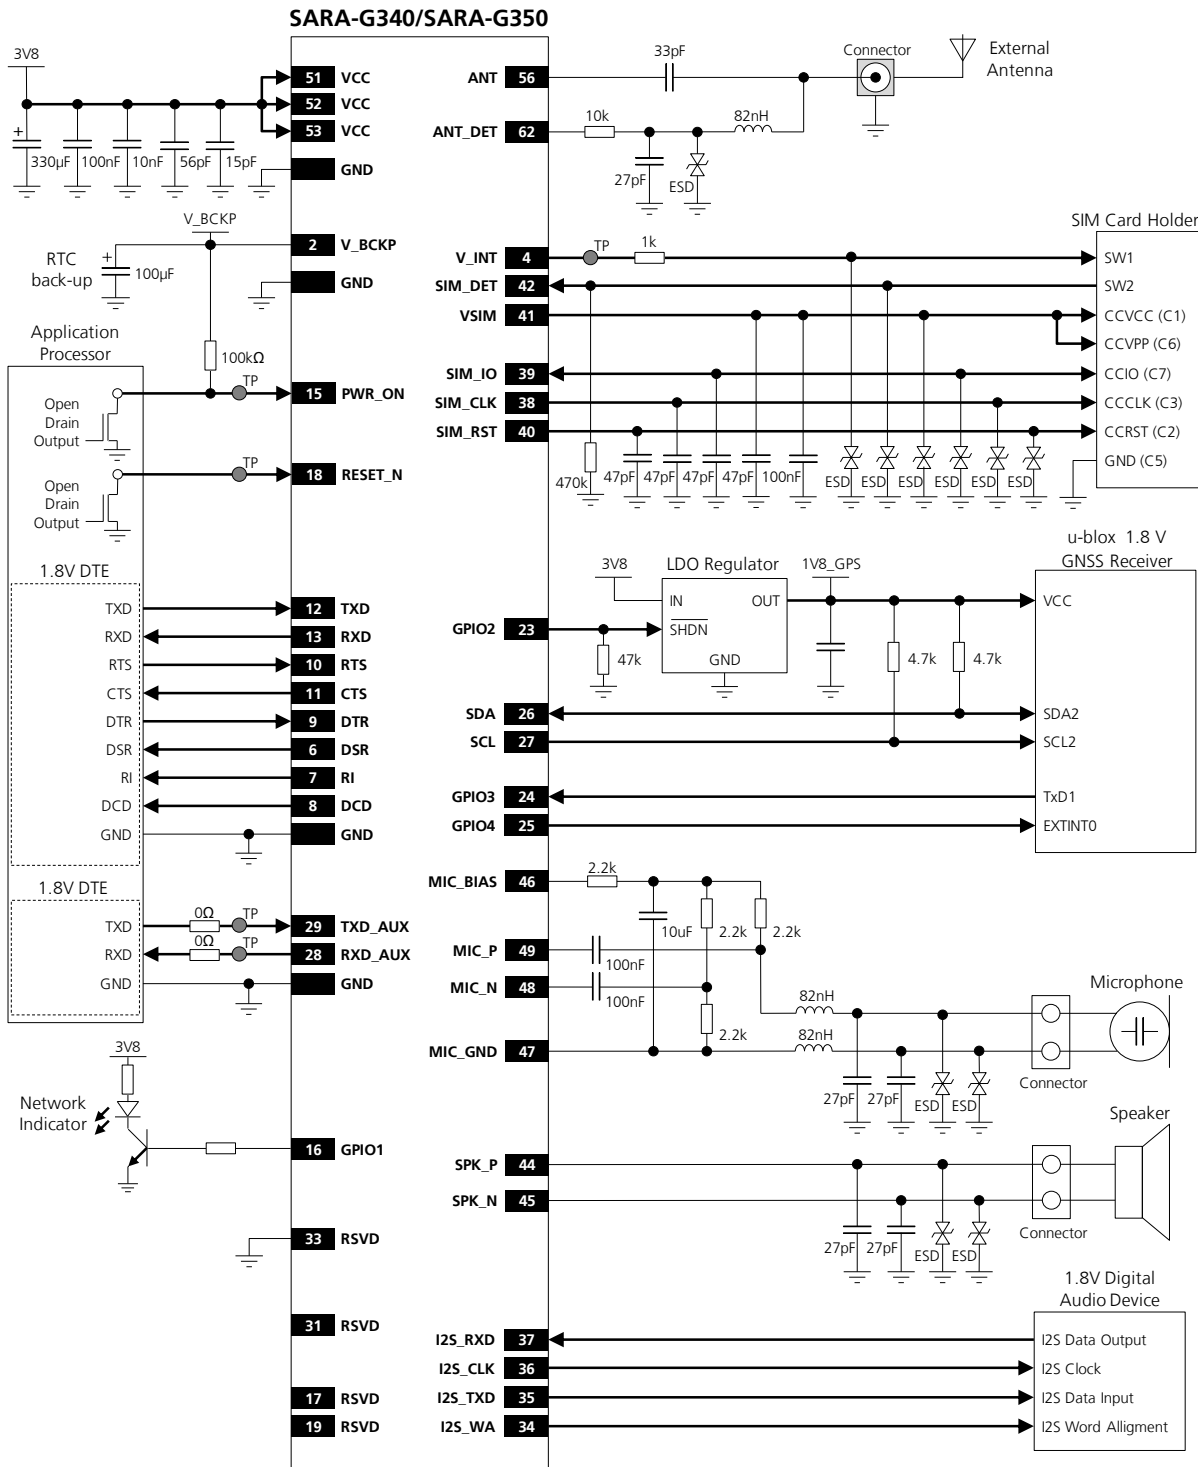 SARA-G340/SARA-G350
3V8
51 VCC
52 VCC
53 VCC
GND
330µF 100nF 10nF 56pF 15pF
V_BCKP
2 V_BCKP
GND
RTC
back-up
100µF
Application
Processor
100kΩ
TP
15 PWR_ON
Open
Drain
Output
TP
18 RESET_N
Open
Drain
Output
1.8V DTE
TXD 12 TXD
RXD 13 RXD
RTS 10 RTS
CTS 11 CTS
DTR 9 DTR
DSR 6 DSR
RI 7 RI
DCD 8 DCD
GND GND
1.8V DTE
TXD 0Ω TP 29 TXD_AUX
RXD 0Ω TP 28 RXD_AUX
GND GND
3V8
Network
Indicator
16 GPIO1
33 RSVD
31 RSVD
17 RSVD
19 RSVD
ANT 56
33pF
Connector
External
Antenna
ANT_DET 62
10k
82nH
27pF
ESD
SIM Card Holder
V_INT 4 TP 1k SW1
SIM_DET 42 SW2
VSIM 41 CCVCC (C1)
CCVPP (C6)
SIM_IO 39 CCIO (C7)
SIM_CLK 38 CCCLK (C3)
SIM_RST 40 CCRST (C2)
GND (C5)
470k 47pF 47pF 47pF 47pF 100nF ESD ESD ESD ESD ESD ESD
u-blox 1.8 V
GNSS Receiver
3V8
LDO Regulator
1V8_GPS
IN OUT
VCC
GPIO2 23
SHDN
47k
GND
4.7k 4.7k
SDA 26 SDA2
SCL 27 SCL2
GPIO3 24 TxD1
GPIO4 25 EXTINT0
MIC_BIAS 46
2.2k
10uF 2.2k 2.2k
MIC_P 49
100nF
MIC_N 48
100nF
82nH
2.2k
MIC_GND 47
82nH
Microphone
Connector
27pF 27pF ESD ESD
Speaker
SPK_P 44
SPK_N 45
Connector
27pF 27pF ESD ESD
1.8V Digital
Audio Device
I2S_RXD 37 I2S Data Output
I2S_CLK 36 I2S Clock
I2S_TXD 35 I2S Data Input
I2S_WA 34 I2S Word Alligment